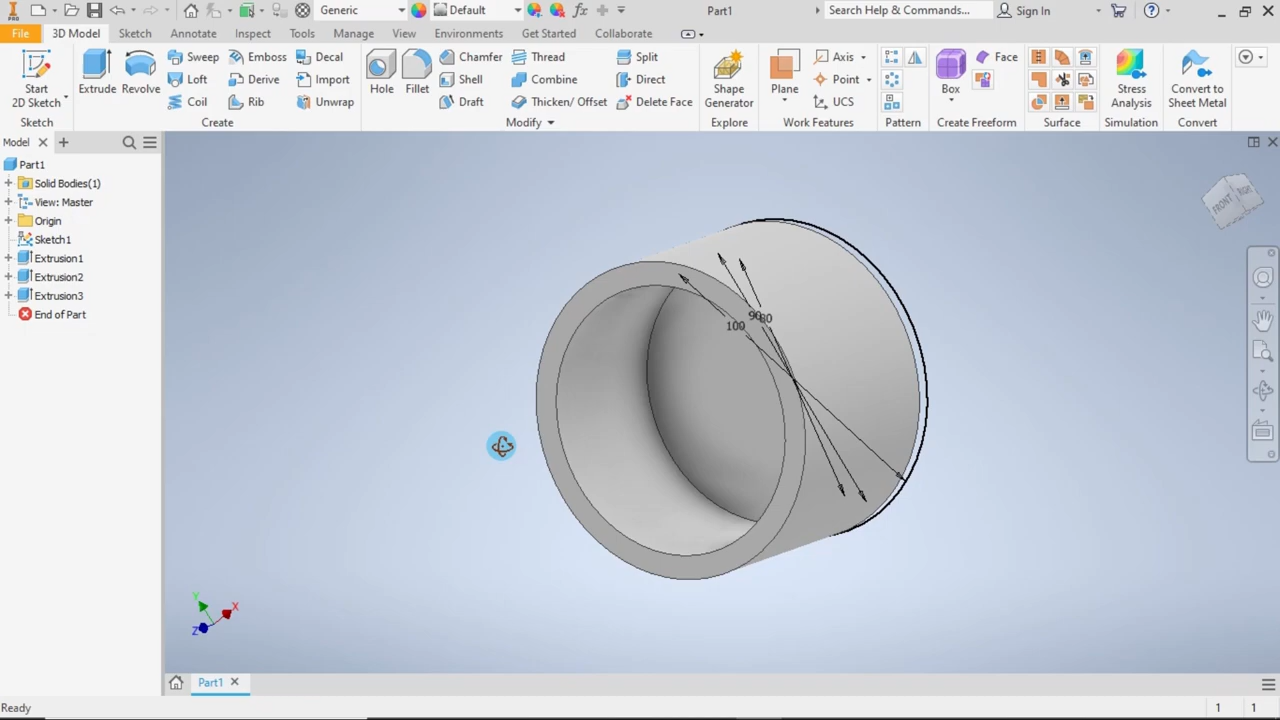 PRO
Generic
Default
Part1
Search Help & Commands...
Sign In
File
3D Model
Sketch
Annotate
Inspect
Tools
Manage
View
Environments
Get Started
Collaborate
Start
2D Sketch
Sketch
Extrude
Revolve
Sweep
Loft
Coil
Emboss
Derive
Rib
Decal
Import
Unwrap
Create
Hole
Fillet
Chamfer
Shell
Draft
Thread
Combine
Thicken/ Offset
Split
Direct
Delete Face
Modify
Shape
Generator
Explore
Plane
Axis
Point
UCS
Work Features
Pattern
Box
Face
Create Freeform
Surface
Stress
Analysis
Simulation
Convert to
Sheet Metal
Convert
Model
Part1
Solid Bodies(1)
View: Master
Origin
Sketch1
Extrusion1
Extrusion2
Extrusion3
End of Part
FRONT
100
90
80
Y
X
Z
Part1
Ready
1
1